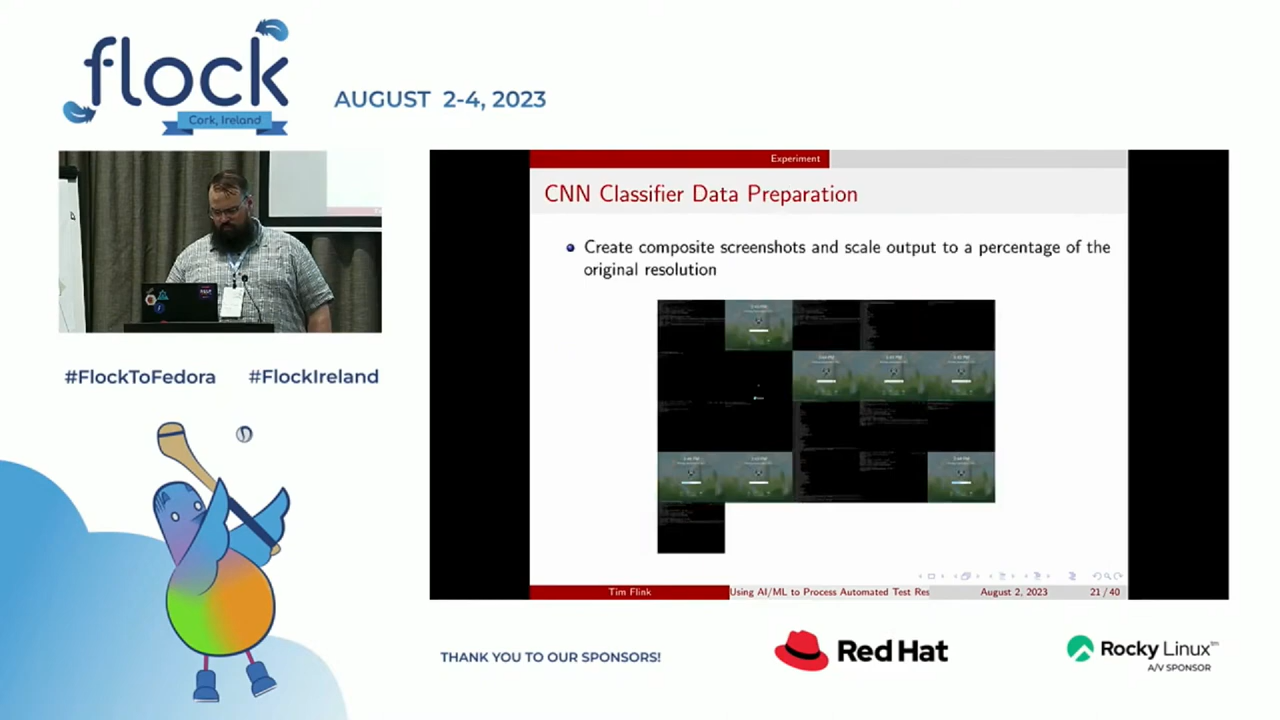 flock
Cork, Ireland
AUGUST 2-4, 2023
Experiment
CNN Classifier Data Preparation
Create composite screenshots and scale output to a percentage of the
original resolution
#FlockToFedora #FlockIreland
Tim Flink
Using AI/ML to Process Automated Test Res
August 2, 2023
21 / 40
THANK YOU TO OUR SPONSORS!
Red Hat
Rocky Linux
A/V SPONSOR